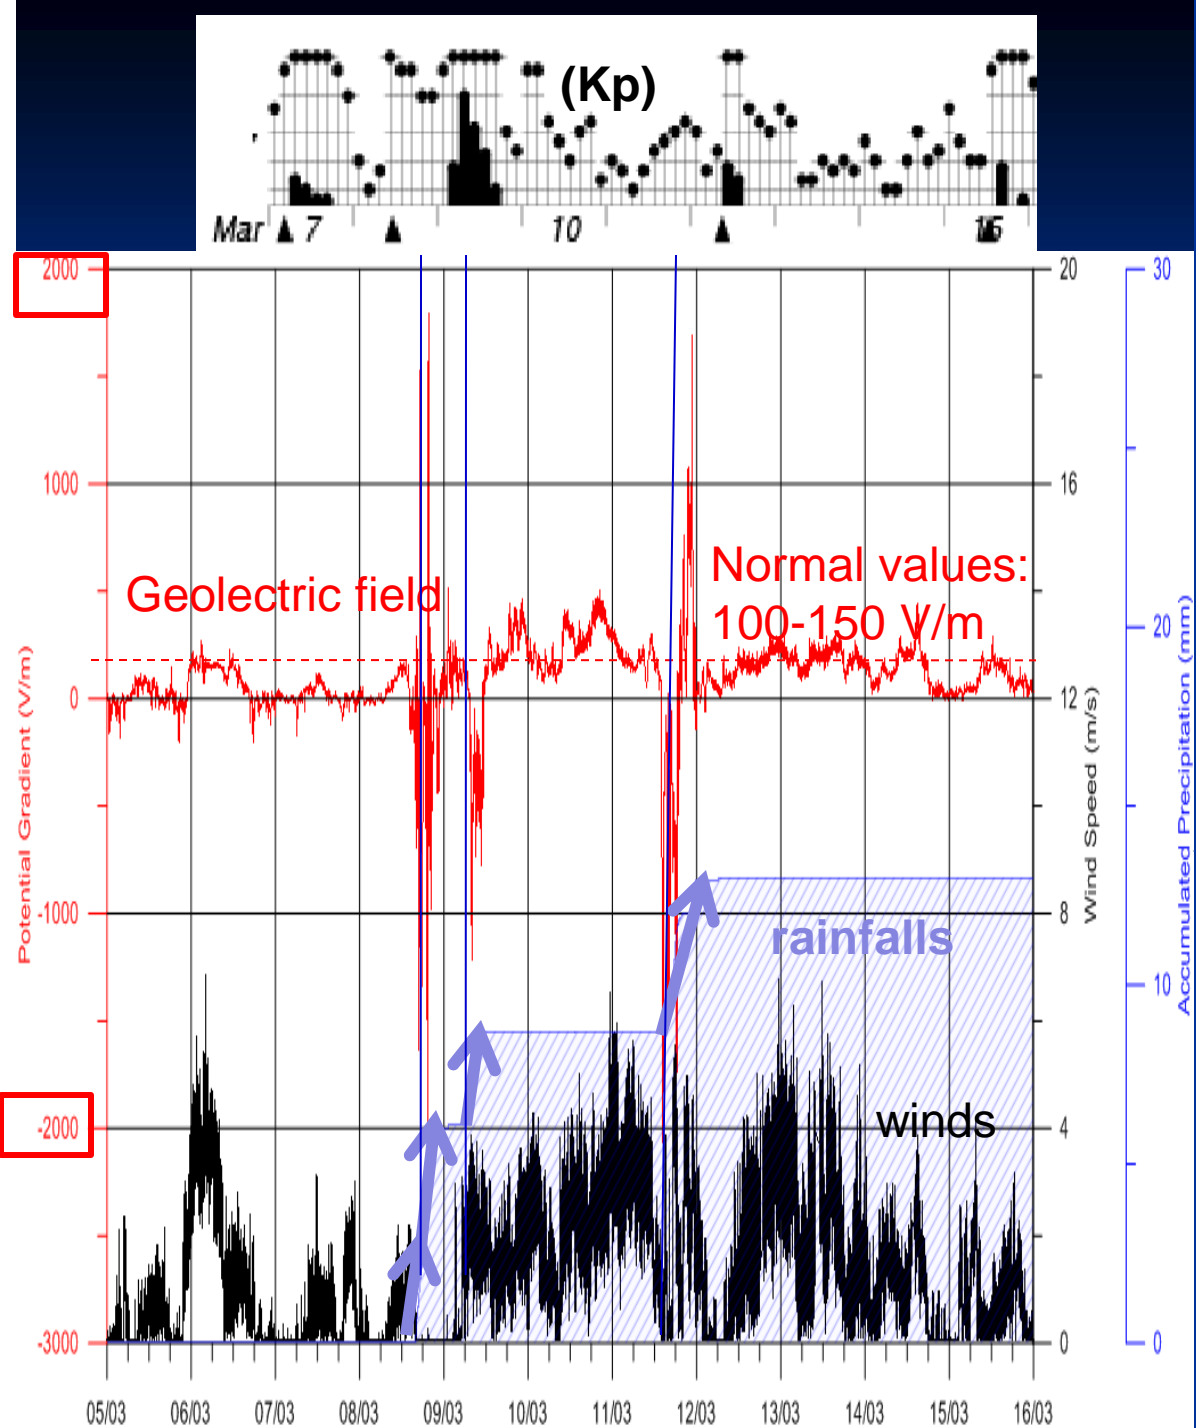 (Kp)
Mar 7 10
2000
20
30
1000
16
Geolectric field
Normal values:
100-150 V/m
20
0
12
Potential Gradient (V/m)
Wind Speed (m/s)
Accumulated Precipitation (mm)
-1000
8
rainfalls
10
-2000
4
winds
-3000
0
0
05/03 06/03 07/03 08/03 09/03 10/03 11/03 12/03 13/03 14/03 15/03 16/03